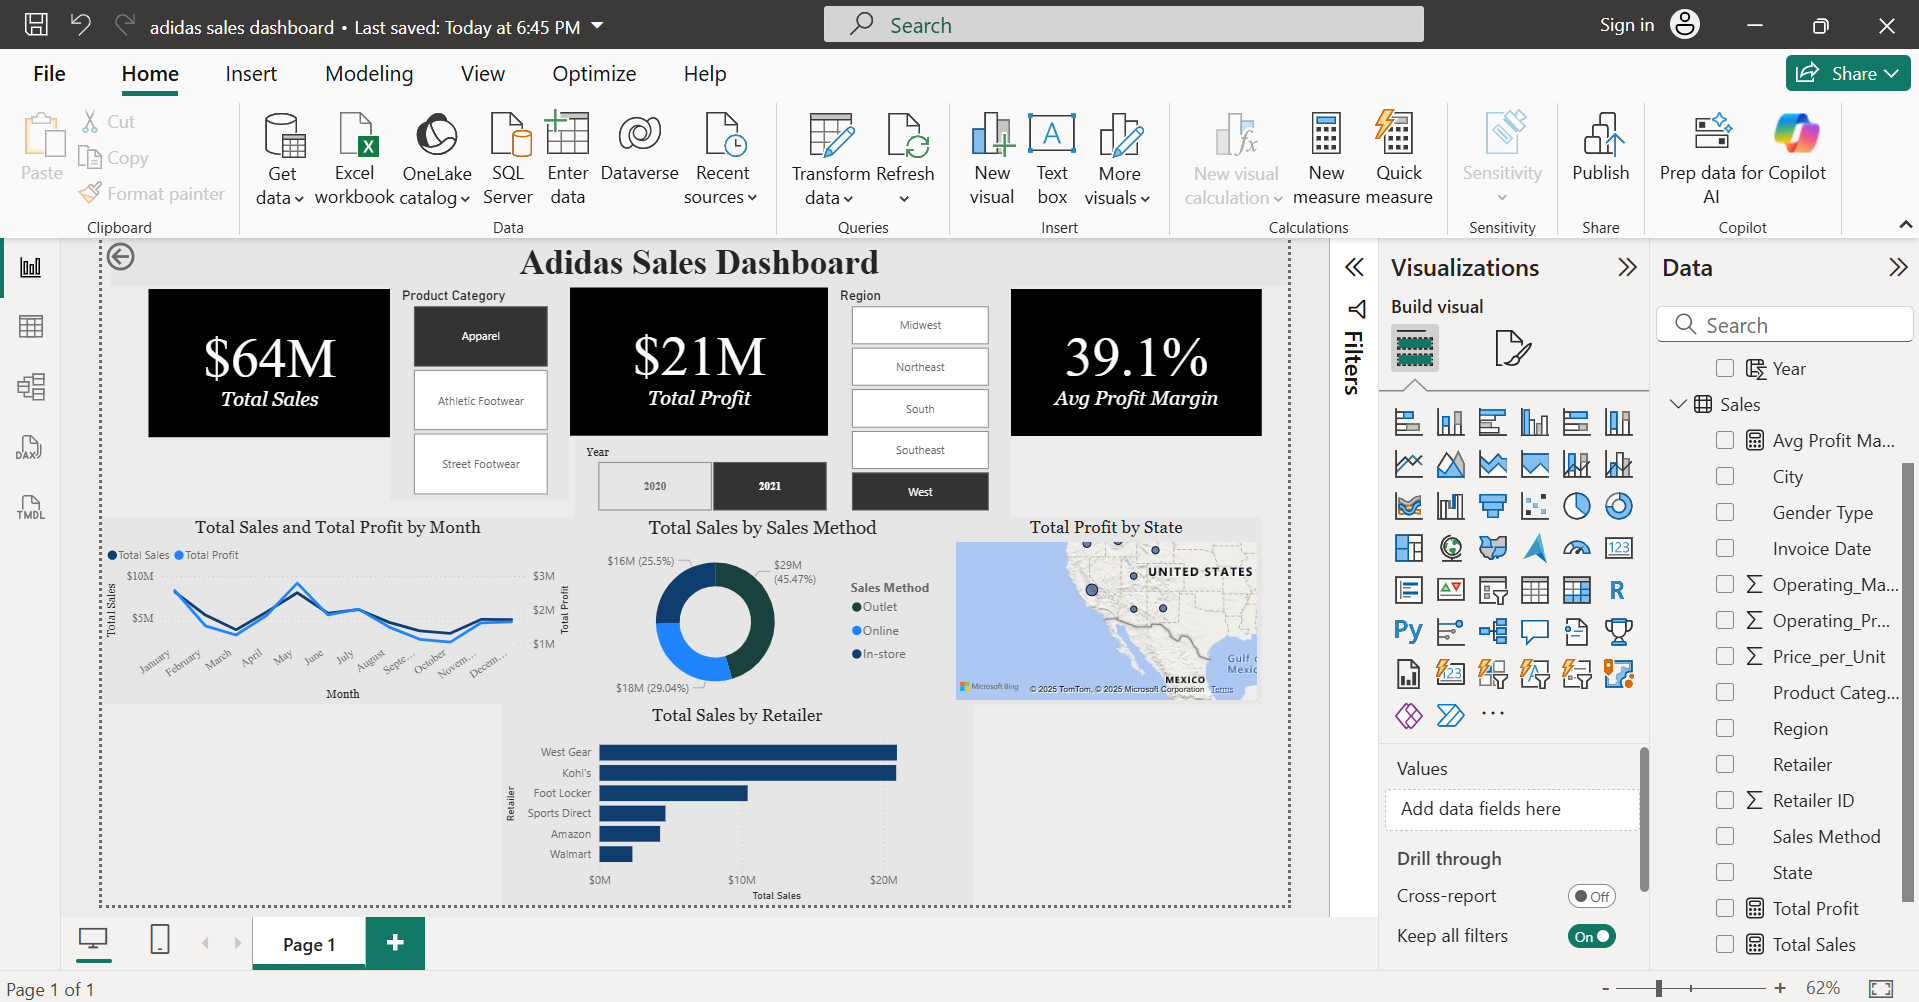 adidas sales dashboard • Last saved: Today at 6:45 PM
Search
Sign in
File
Home
Insert
Modeling
View
Optimize
Help
Share
Paste
Cut
Copy
Format painter
Clipboard
Get data
Excel workbook
OneLake catalog
SQL Server
Enter data
Dataverse
Recent sources
Data
Transform data
Refresh
Queries
New visual
Text box
A
More visuals
Insert
New visual calculation
New measure
Quick measure
Calculations
Sensitivity
Sensitivity
Publish
Share
Prep data for AI
Copilot
Copilot
DAX
TMDL
Adidas Sales Dashboard
$64M
Total Sales
Product Category
Apparel
Athletic Footwear
Street Footwear
$21M
Total Profit
Year
2020
2021
Region
Midwest
Northeast
South
Southeast
West
39.1%
Avg Profit Margin
Total Sales and Total Profit by Month
Total Sales
Total Profit
Total Sales
$10M
$5M
$3M
$2M
$1M
Total Profit
January
February
March
April
May
June
July
August
Septe...
October
Novem...
Decem...
Month
Total Sales by Sales Method
$16M (25.5%)
$29M
(45.47%)
$18M (29.04%)
Sales Method
Outlet
Online
In-store
Total Profit by State
UNITED STATES
MEXICO
Gulf
Mexic
Microsoft Bing
© 2025 TomTom, © 2025 Microsoft Corporation Terms
Total Sales by Retailer
Retailer
West Gear
Kohl's
Foot Locker
Sports Direct
Amazon
Walmart
$0M
$10M
$20M
Total Sales
Filters
Visualizations
Build visual
123
R
Py
123
Values
Add data fields here
Drill through
Cross-report
Off
Keep all filters
On
Data
Search
Year
Sales
Avg Profit Ma...
City
Gender Type
Invoice Date
Operating_Ma...
Operating_Pr...
Price_per_Unit
Product Categ...
Region
Retailer
Retailer ID
Sales Method
State
Total Profit
Total Sales
Page 1
Page 1 of 1
62%